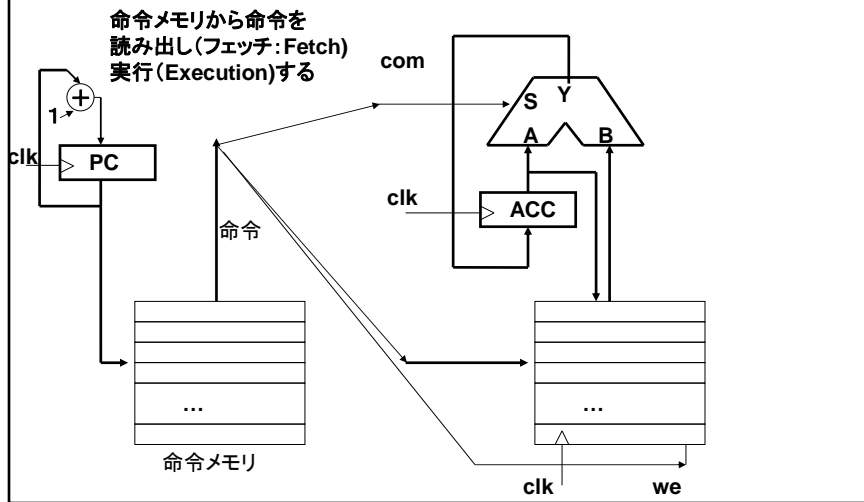 命令メモリから命令を
読み出し(フェッチ:Fetch)
実行(Execution)する
com
S Y
A B
+
1
clk PC
clk ACC
命令
...
...
命令メモリ
clk we